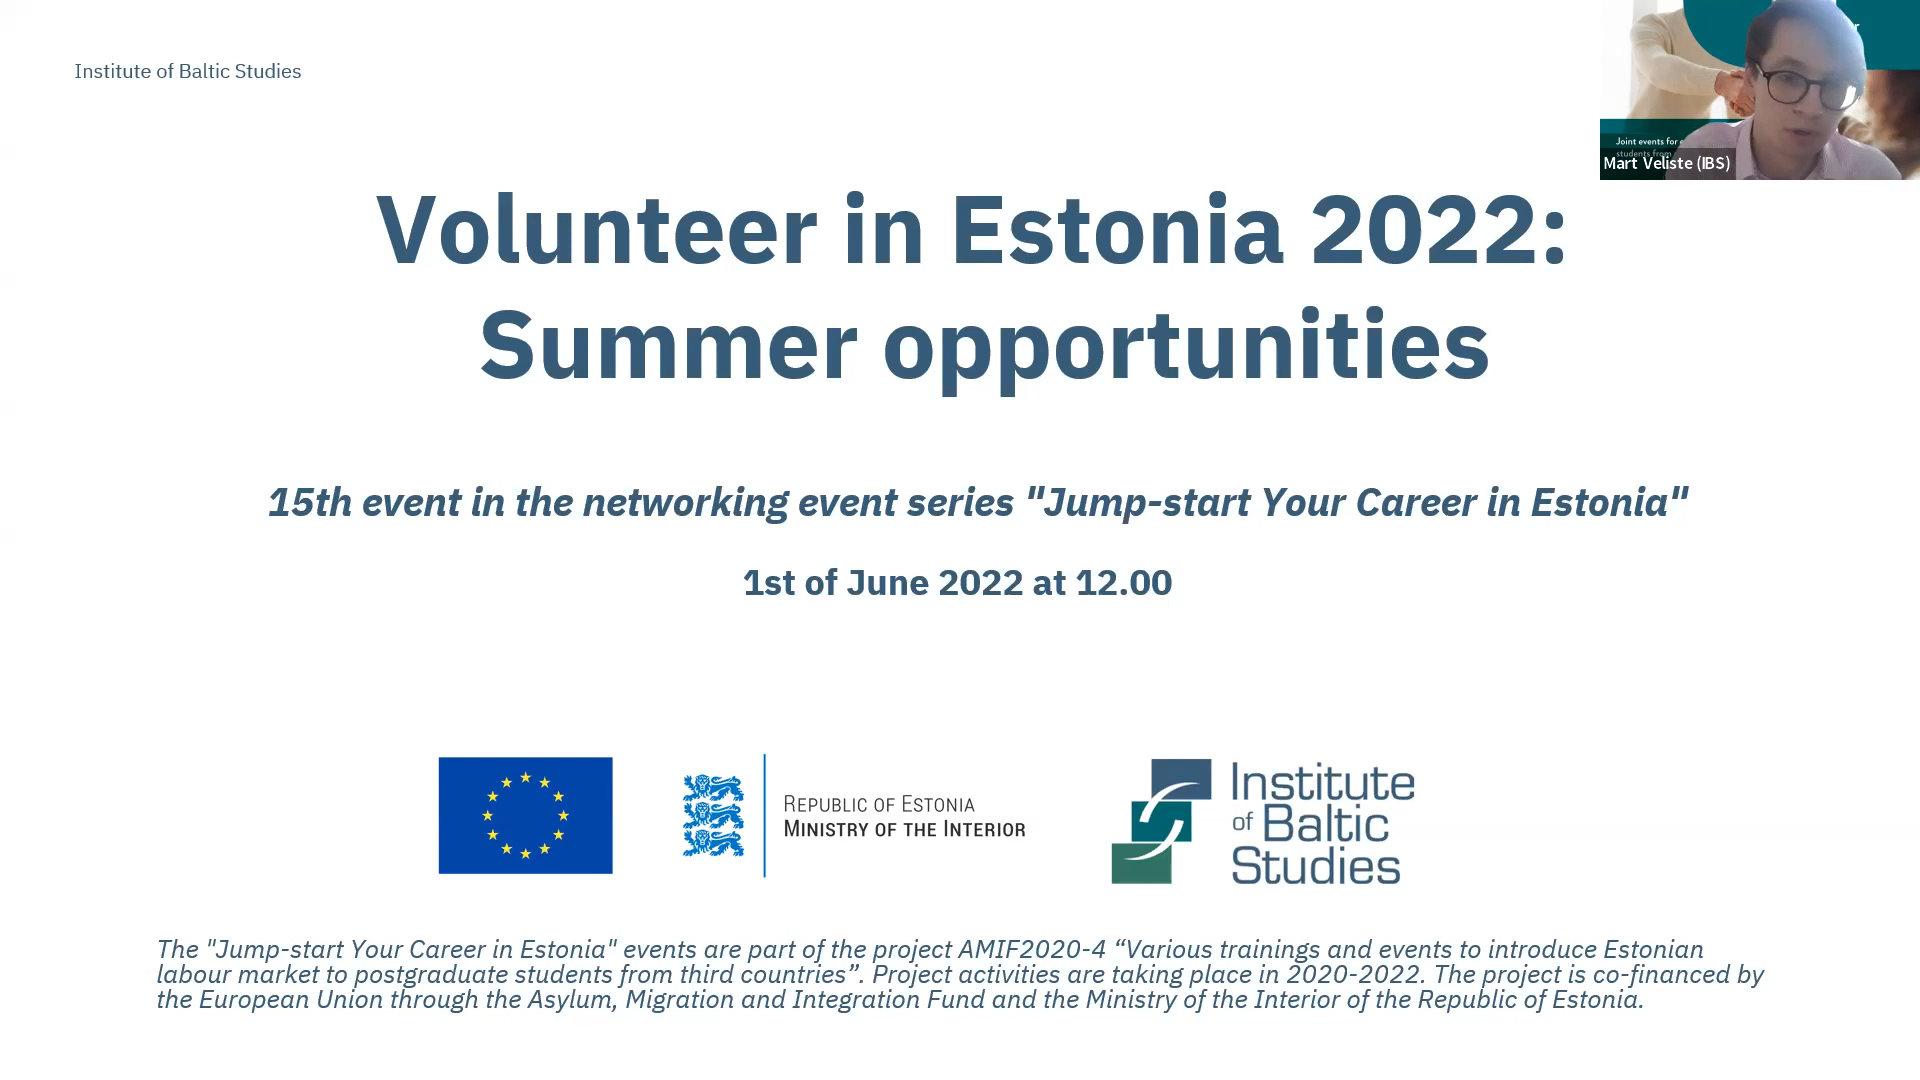 Institute of Baltic Studies
Joint events for
students from
Mart Veliste (IBS)
Volunteer in Estonia 2022:
Summer opportunities
15th event in the networking event series "Jump-start Your Career in Estonia"
1st of June 2022 at 12.00
REPUBLIC OF ESTONIA
MINISTRY OF THE INTERIOR
Institute
of Baltic
Studies
The "Jump-start Your Career in Estonia" events are part of the project AMIF2020-4 “Various trainings and events to introduce Estonian
labour market to postgraduate students from third countries”. Project activities are taking place in 2020-2022. The project is co-financed by
the European Union through the Asylum, Migration and Integration Fund and the Ministry of the Interior of the Republic of Estonia.